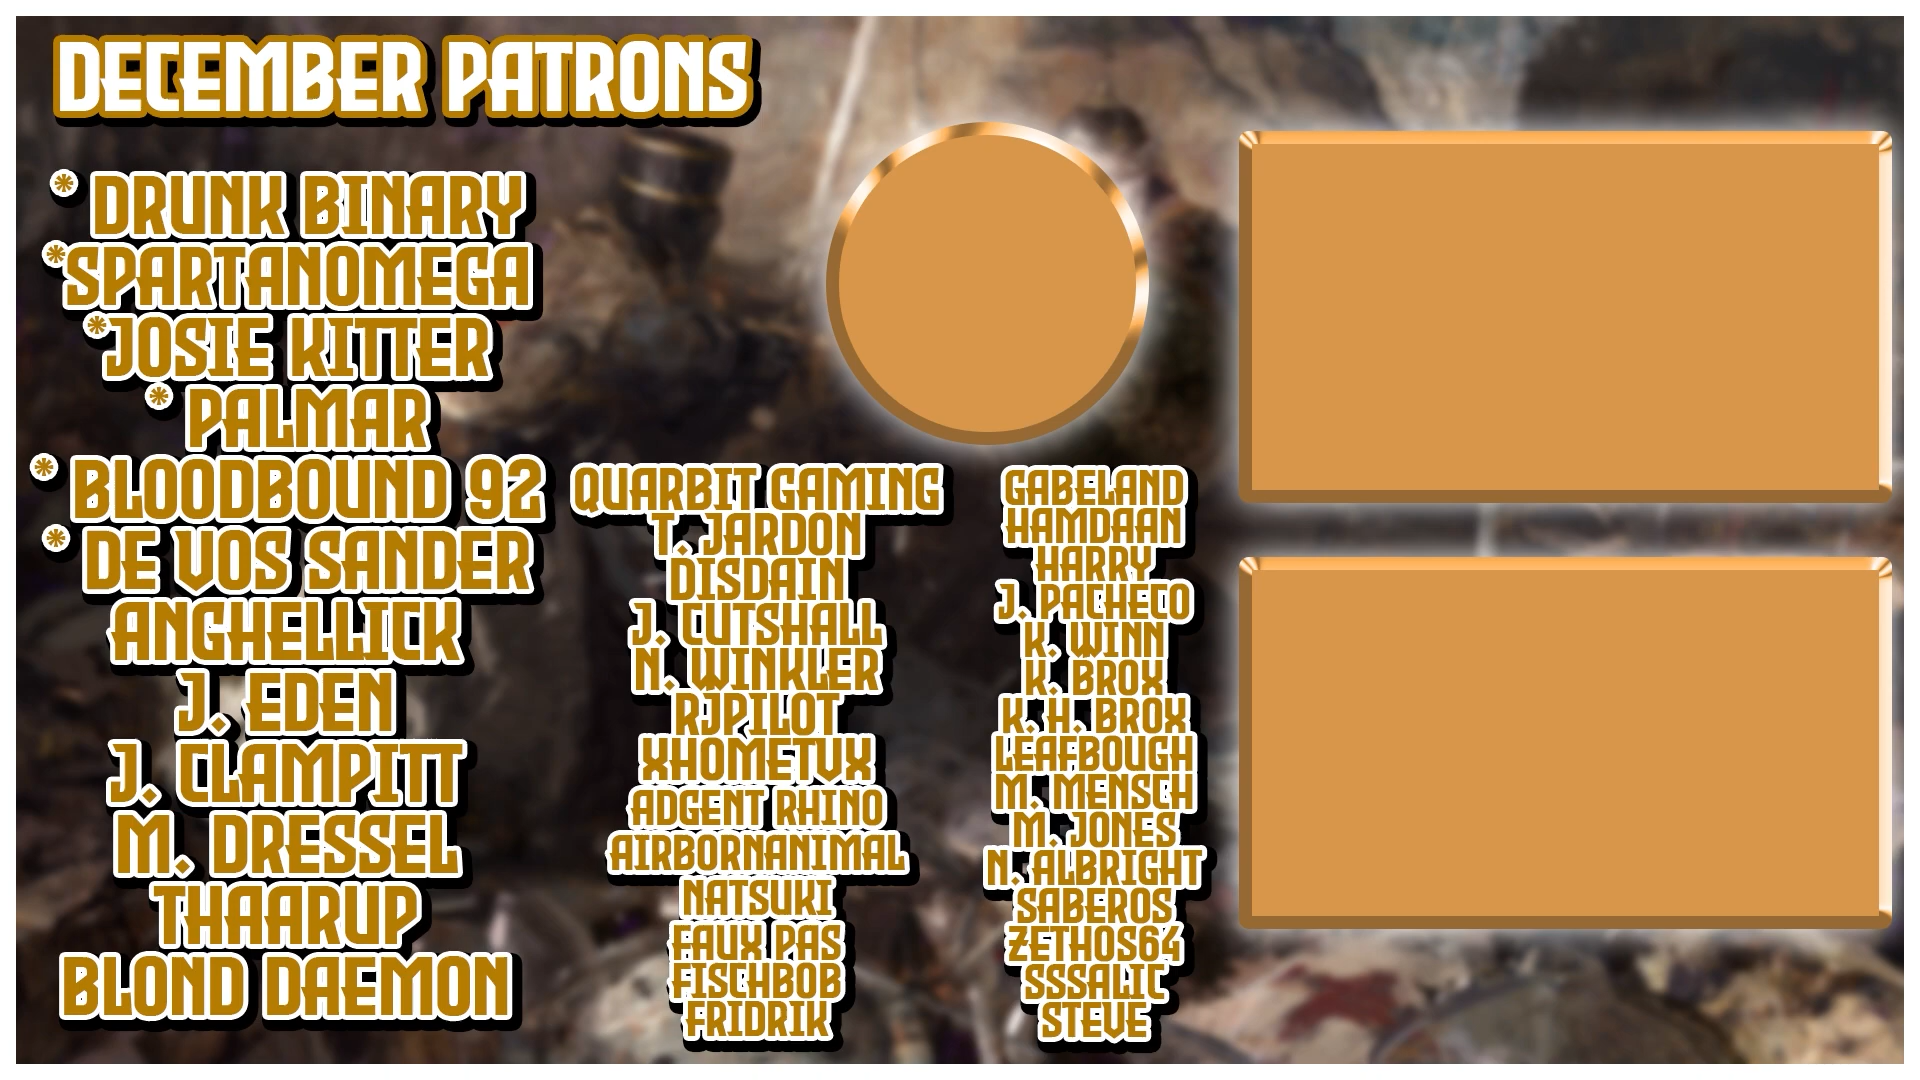 DECEMBER PATRONS
* DRUNK BINARY
*SPARTANOMEGA
*JOSIE KITTER
* PALMAR
* BLOODBOUND 92
* DE VOS SANDER
ANGHELLICK
J. EDEN
J. CLAMPITT
M. DRESSEL
THAARUP
BLOND DAEMON
QUARBIT GAMING
T. JARDON
DISDAIN
J. CUTSHALL
N. WINKLER
RJPILOT
XHOMETVX
ADGENT RHINO
AIRBORNANIMAL
NATSUKI
FAUX PAS
FISCHBOB
FRIDRIK
GABELAND
HAMDAAN
HARRY
J. PACHECO
K. WINN
K. BROX
K. H. BROX
LEAFBOUGH
M. MENSCH
M. JONES
N. ALBRIGHT
SABEROS
ZETHOS64
SSSALIC
STEVE